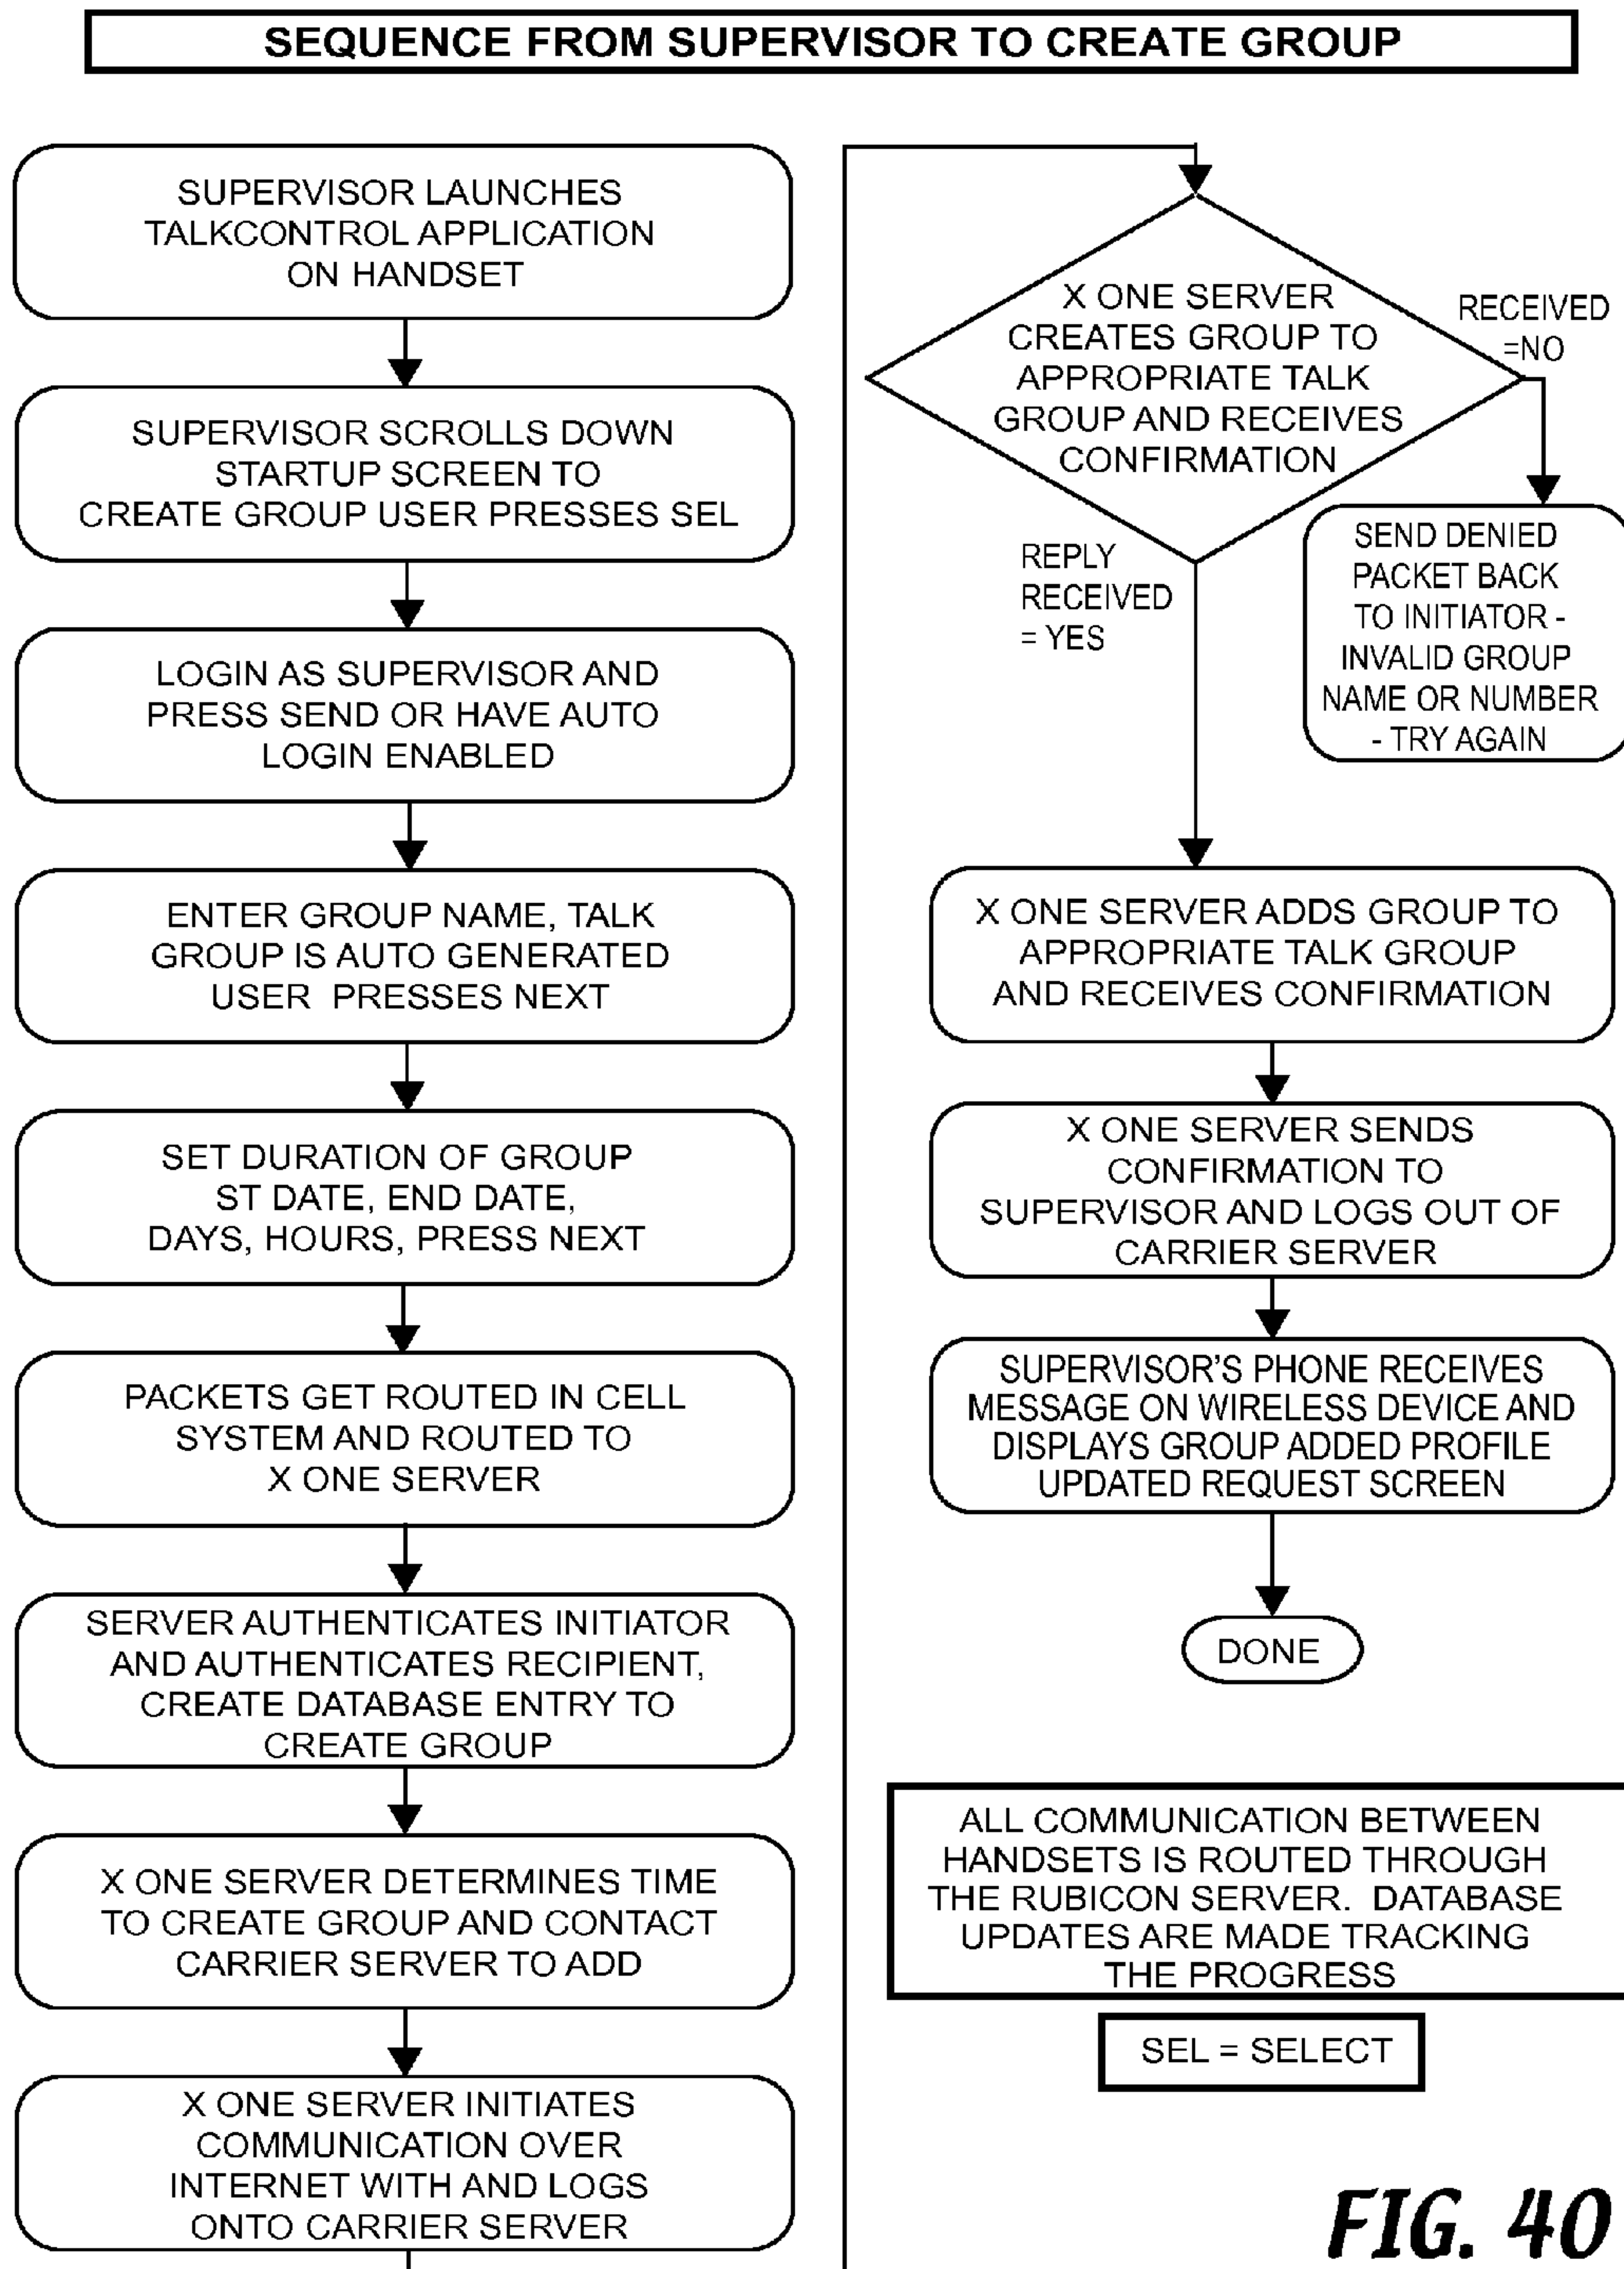 SEQUENCE FROM SUPERVISOR TO CREATE GROUP
SUPERVISOR LAUNCHES
TALKCONTROL APPLICATION
ON HANDSET
SUPERVISOR SCROLLS DOWN
STARTUP SCREEN TO
CREATE GROUP USER PRESSES SEL
LOGIN AS SUPERVISOR AND
PRESS SEND OR HAVE AUTO
LOGIN ENABLED
ENTER GROUP NAME, TALK
GROUP IS AUTO GENERATED
USER PRESSES NEXT
SET DURATION OF GROUP
ST DATE, END DATE,
DAYS, HOURS, PRESS NEXT
PACKETS GET ROUTED IN CELL
SYSTEM AND ROUTED TO
X ONE SERVER
SERVER AUTHENTICATES INITIATOR
AND AUTHENTICATES RECIPIENT,
CREATE DATABASE ENTRY TO
CREATE GROUP
X ONE SERVER DETERMINES TIME
TO CREATE GROUP AND CONTACT
CARRIER SERVER TO ADD
X ONE SERVER INITIATES
COMMUNICATION OVER
INTERNET WITH AND LOGS
ONTO CARRIER SERVER
X ONE SERVER
CREATES GROUP TO
APPROPRIATE TALK
GROUP AND RECEIVES
CONFIRMATION
RECEIVED
=NO
SEND DENIED
PACKET BACK
TO INITIATOR -
INVALID GROUP
NAME OR NUMBER
- TRY AGAIN
REPLY
RECEIVED
= YES
X ONE SERVER ADDS GROUP TO
APPROPRIATE TALK GROUP
AND RECEIVES CONFIRMATION
X ONE SERVER SENDS
CONFIRMATION TO
SUPERVISOR AND LOGS OUT OF
CARRIER SERVER
SUPERVISOR'S PHONE RECEIVES
MESSAGE ON WIRELESS DEVICE AND
DISPLAYS GROUP ADDED PROFILE
UPDATED REQUEST SCREEN
DONE
ALL COMMUNICATION BETWEEN
HANDSETS IS ROUTED THROUGH
THE RUBICON SERVER. DATABASE
UPDATES ARE MADE TRACKING
THE PROGRESS
SEL = SELECT
FIG. 40